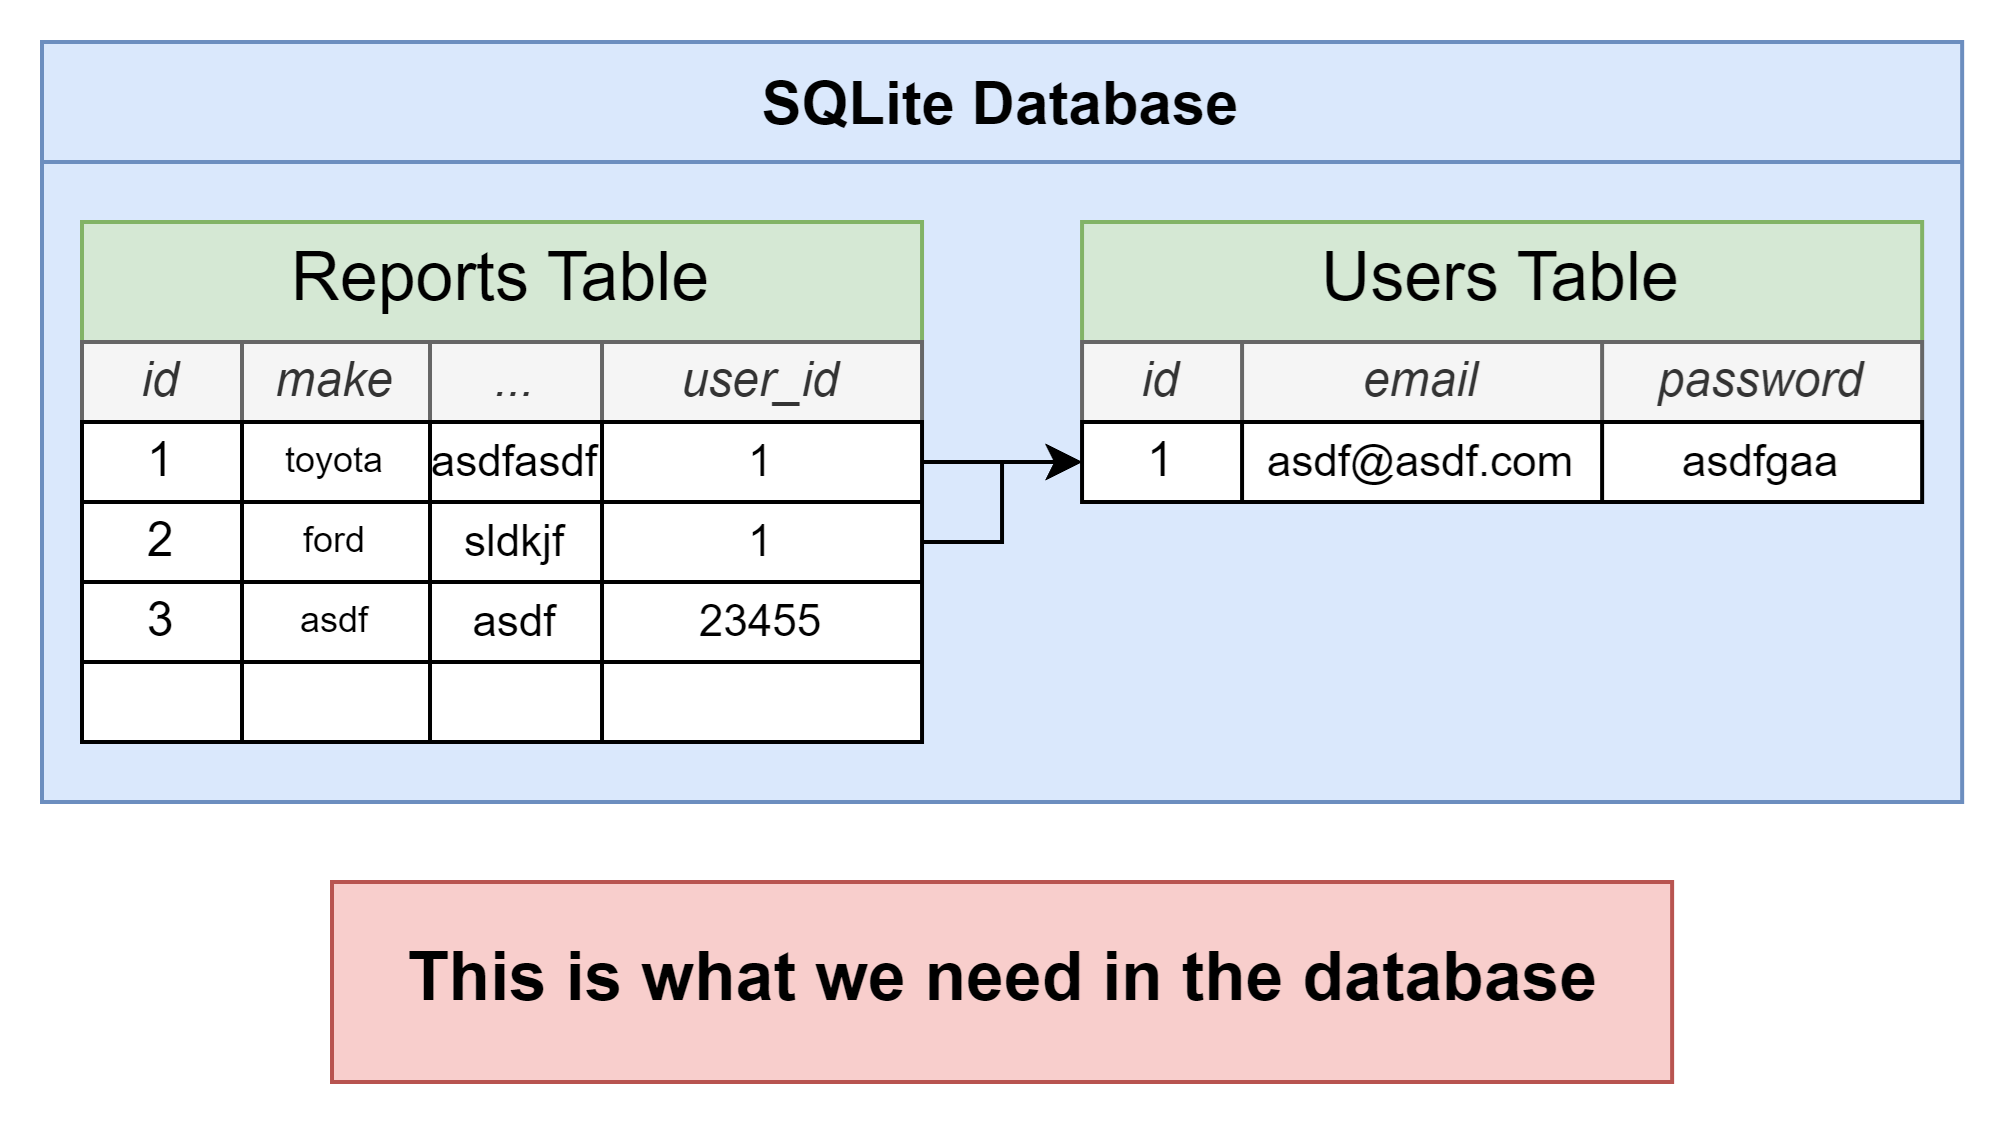 SQLite Database
Reports Table
id make ... user_id
1 toyota asdfasdf 1
2 ford sldkjf 1
3 asdf asdf 23455
Users Table
id email password
1 asdf@asdf.com asdfgaa
This is what we need in the database